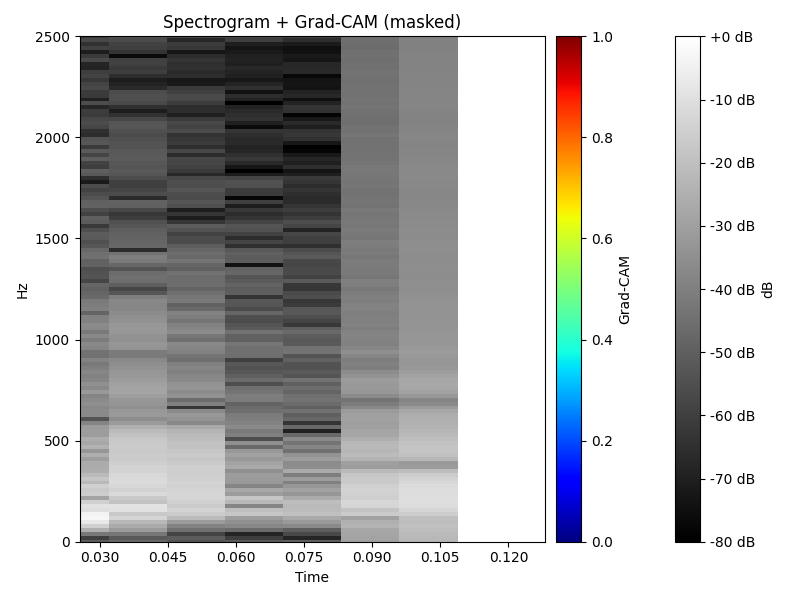 Spectrogram + Grad-CAM (masked)
2500
2000
1500
1000
500
0
Hz
0.030 0.045 0.060 0.075 0.090 0.105 0.120
Time
1.0
0.8
0.6
0.4
0.2
0.0
Grad-CAM
+0 dB
-10 dB
-20 dB
-30 dB
-40 dB
-50 dB
-60 dB
-70 dB
-80 dB
dB